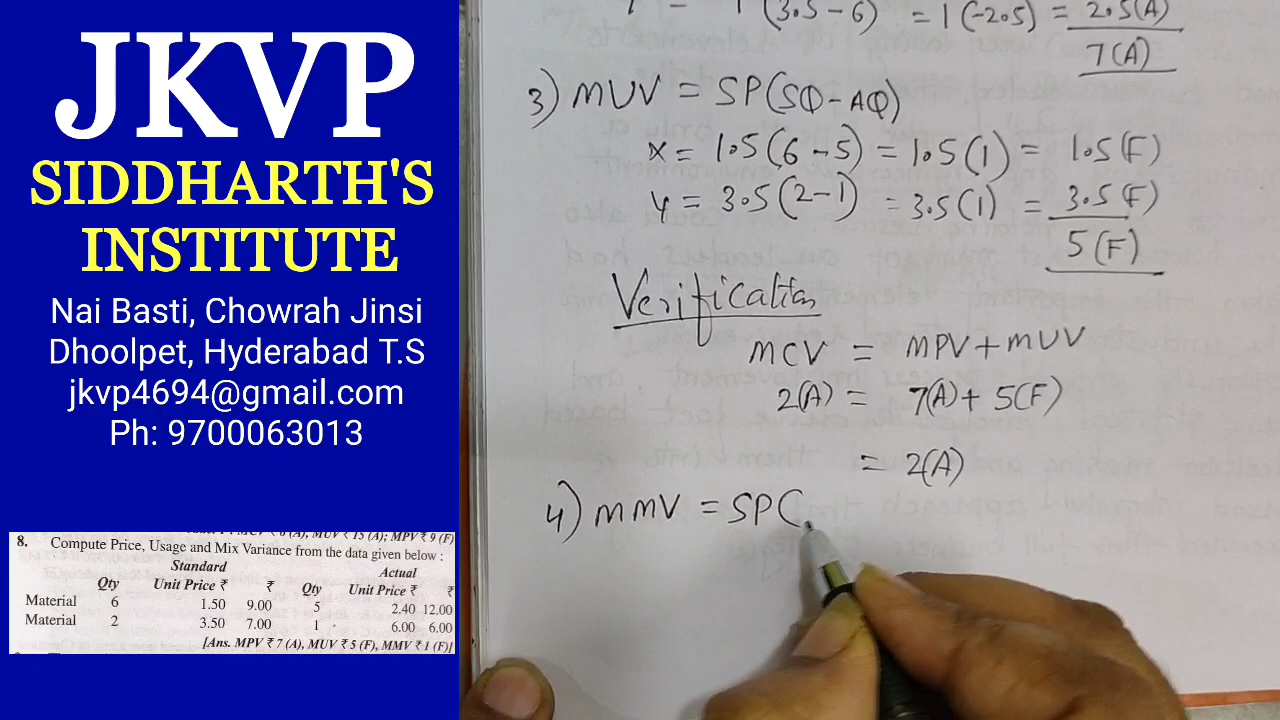 JKVP
SIDDHARTH'S
INSTITUTE
Nai Basti, Chowrah Jinsi
Dhoolpet, Hyderabad T.S
jkvp4694@gmail.com
Ph: 9700063013
8. Compute Price, Usage and Mix Variance from the data given below :
Standard Actual
Qty Unit Price ₹ ₹ Qty Unit Price ₹ ₹
Material 6 1.50 9.00 5 2.40 12.00
Material 2 3.50 7.00 1 6.00 6.00
[Ans. MPV ₹ 7 (A), MUV ₹ 5 (F), MMV ₹ 1 (F)]
1 (3.5 - 6) = 1 (-2.5) = 2.5(A)
7(A)
3) MUV = SP(SQ - AQ)
X = 1.5(6 - 5) = 1.5(1) = 1.5(F)
Y = 3.5(2 - 1) = 3.5(1) = 3.5(F)
5(F)
Verification
MCV = MPV + MUV
2(A) = 7(A) + 5(F)
= 2(A)
4) MMV = SP(